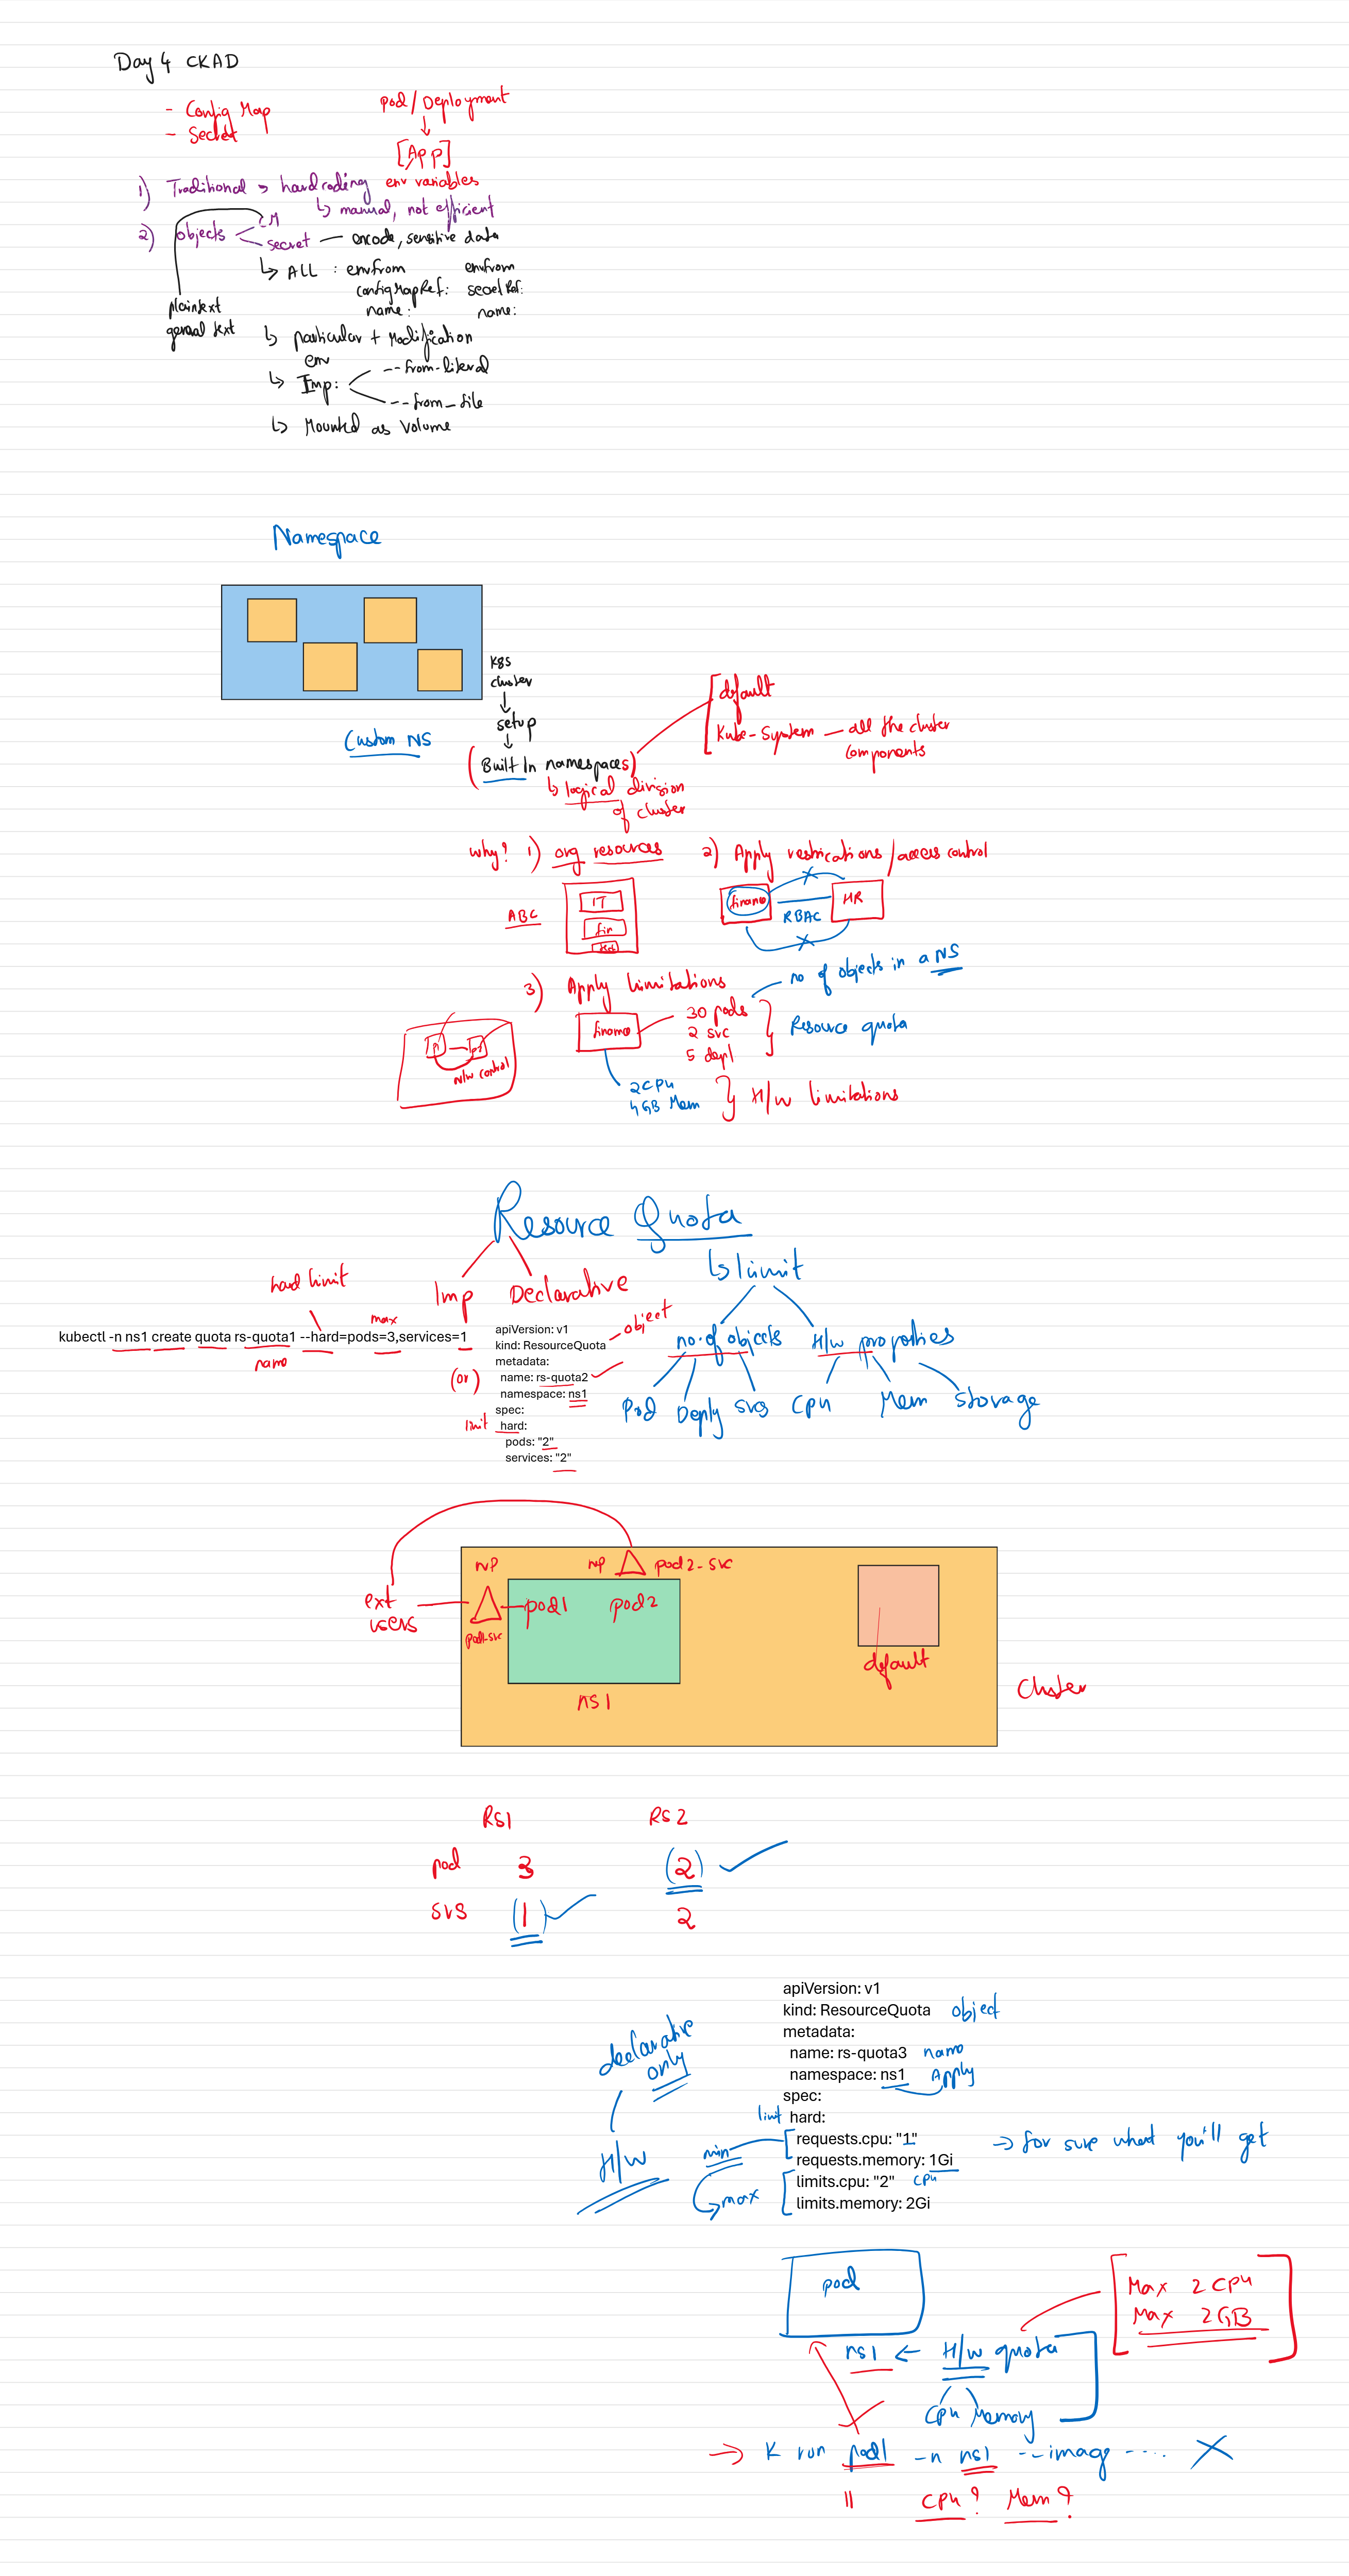 Day 4 CKAD
- Config Map
- Secret
Pod / Deployment
[App]
env variables
1) Traditional → hardcoding
↳ manual, not efficient
2) objects
CM
secret — encode, sensitive data
plaintext
general text
↳ ALL : envfrom
configMapRef:
name:
envfrom
secretRef:
name:
↳ particular + Modification
env
↳ Imp:
--from-literal
--from_file
↳ Mounted as Volume
Namespace
K8s
cluster
↓
setup
↓
(Built In namespaces)
Custom NS
default
Kube-System — all the cluster
components
↳ logical division
of cluster
why? 1) org resources
2) Apply restrications / access control
ABC
IT
fin
finance
HR
RBAC
3) Apply limitations
no of objects in a NS
finance
30 pods
2 svc
5 depl
Resource quota
N/w control
2CPU
4GB Mem
H/w limitations
Resource Quota
↳ limit
Imp
Declarative
hard limit
max
kubectl -n ns1 create quota rs-quota1 --hard=pods=3,services=1
name
(or)
apiVersion: v1
kind: ResourceQuota
object
metadata:
name: rs-quota2
namespace: ns1
spec:
limit hard:
pods: "2"
services: "2"
no.of objects
H/w properties
Pod Deply svs
CPU Mem Storage
NP
NP pod2-svc
ext
users
pod1
pod2
pod1-svc
default
ns1
Cluster
RS1 RS2
pod 3 (2)
svs (1) 2
apiVersion: v1
kind: ResourceQuota object
metadata:
name: rs-quota3 name
namespace: ns1 Apply
spec:
limit hard:
requests.cpu: "1"
→ for sure what you'll get
requests.memory: 1Gi
limits.cpu: "2" cpu
limits.memory: 2Gi
declarative
only
H/W
min
max
pod
Max 2 CPU
Max 2GB
ns1 ← H/w quota
CPU Memory
→ K run pod1 -n ns1 --imag ---- X
CPU? Mem?